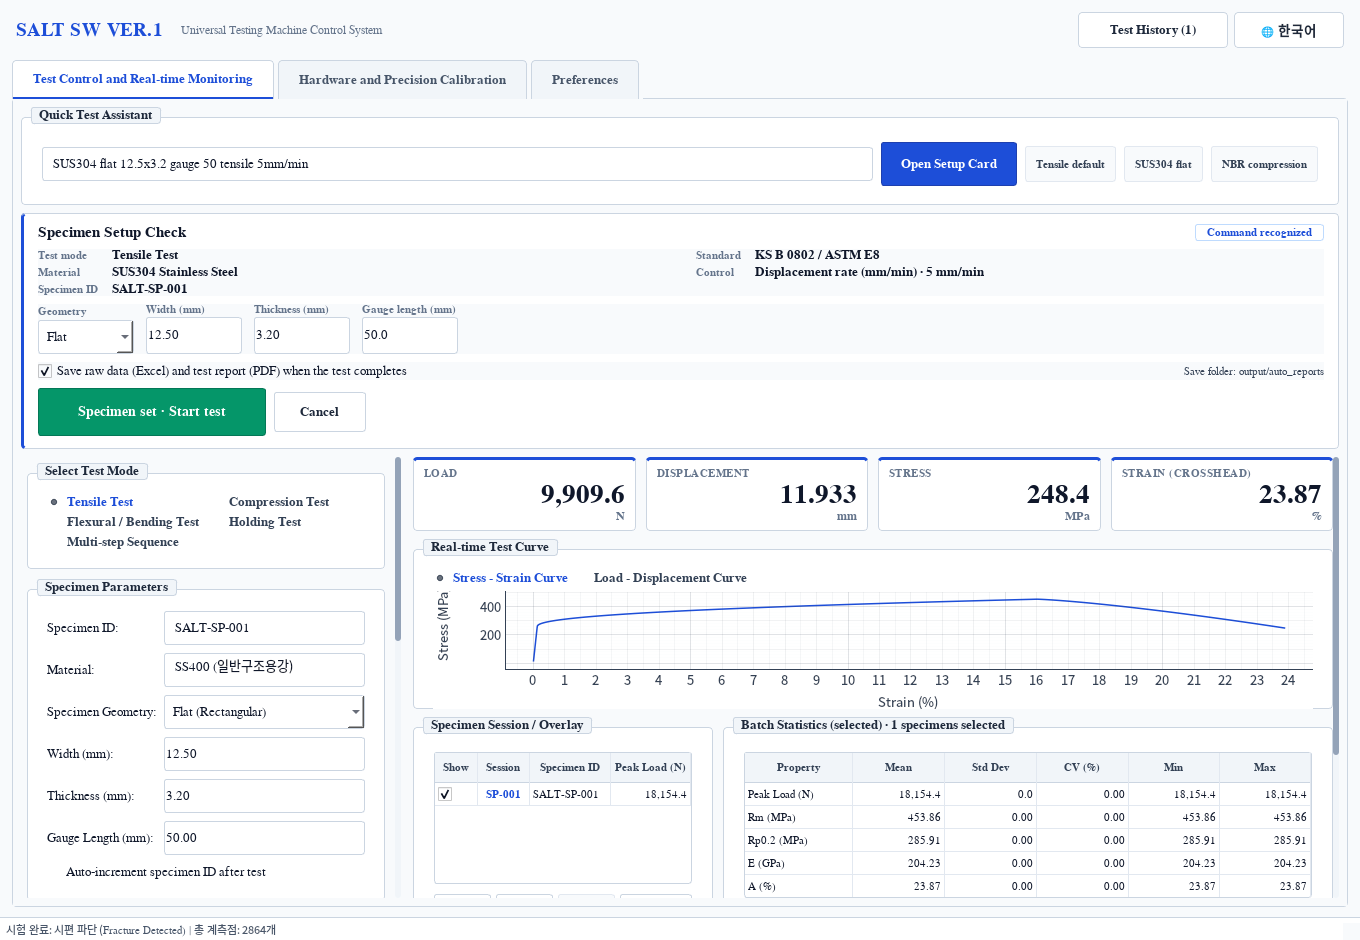 SALT SW VER.1 Universal Testing Machine Control System Test History (1) 한국어
Test Control and Real-time Monitoring Hardware and Precision Calibration Preferences
Quick Test Assistant
SUS304 flat 12.5x3.2 gauge 50 tensile 5mm/min Open Setup Card Tensile default SUS304 flat NBR compression
Specimen Setup Check Command recognized
Test mode Tensile Test Standard KS B 0802 / ASTM E8
Material SUS304 Stainless Steel Control Displacement rate (mm/min) · 5 mm/min
Specimen ID SALT-SP-001
Geometry Width (mm) Thickness (mm) Gauge length (mm)
Flat 12.50 3.20 50.0
Save raw data (Excel) and test report (PDF) when the test completes Save folder: output/auto_reports
Specimen set · Start test Cancel
Select Test Mode
Tensile Test Compression Test
Flexural / Bending Test Holding Test
Multi-step Sequence
Specimen Parameters
Specimen ID: SALT-SP-001
Material: SS400 (일반구조용강)
Specimen Geometry: Flat (Rectangular)
Width (mm): 12.50
Thickness (mm): 3.20
Gauge Length (mm): 50.00
Auto-increment specimen ID after test
LOAD DISPLACEMENT STRESS STRAIN (CROSSHEAD)
9,909.6 11.933 248.4 23.87
N mm MPa %
Real-time Test Curve
Stress - Strain Curve Load - Displacement Curve
Stress (MPa
400
200
0 1 2 3 4 5 6 7 8 9 10 11 12 13 14 15 16 17 18 19 20 21 22 23 24
Strain (%)
Specimen Session / Overlay
Show Session Specimen ID Peak Load (N)
SP-001 SALT-SP-001 18,154.4
Batch Statistics (selected) · 1 specimens selected
Property Mean Std Dev CV (%) Min Max
Peak Load (N) 18,154.4 0.0 0.00 18,154.4 18,154.4
Rm (MPa) 453.86 0.00 0.00 453.86 453.86
Rp0.2 (MPa) 285.91 0.00 0.00 285.91 285.91
E (GPa) 204.23 0.00 0.00 204.23 204.23
A (%) 23.87 0.00 0.00 23.87 23.87
시험 완료: 시편 파단 (Fracture Detected) | 총 계측점: 2864개